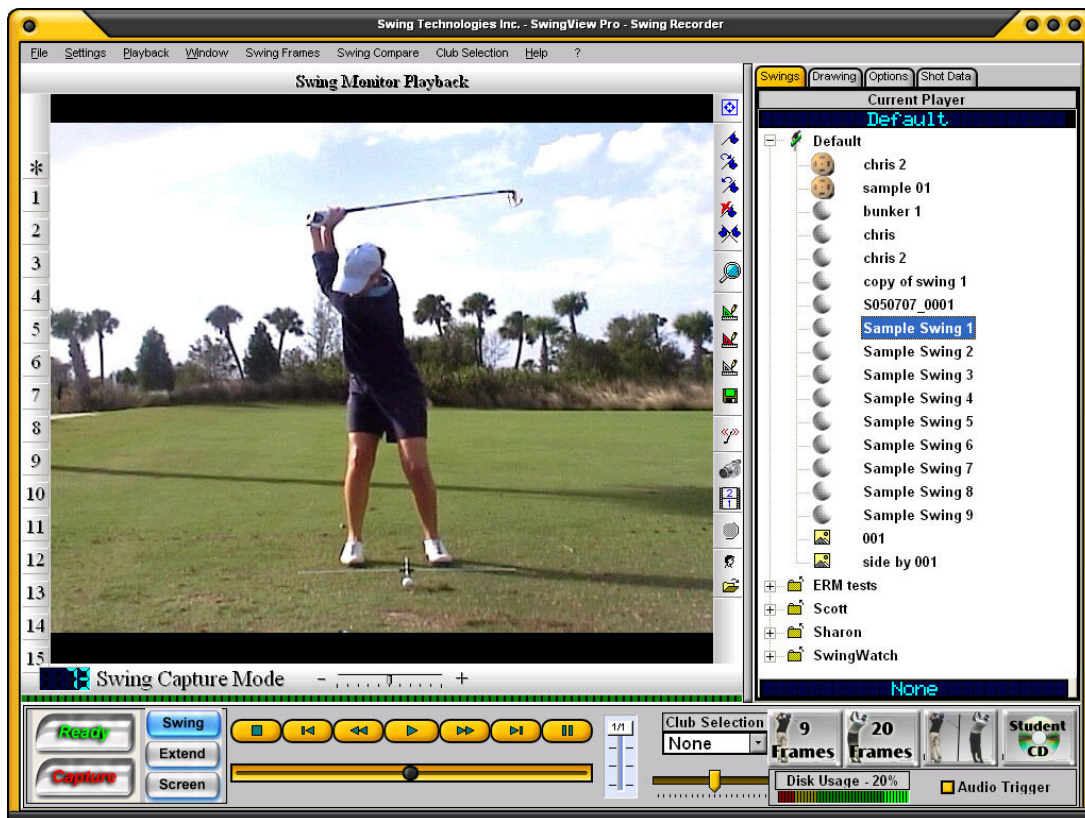 Swing Technologies Inc. - SwingView Pro - Swing Recorder
File Settings Playback Window Swing Frames Swing Compare Club Selection Help ?
Swing Monitor Playback
*
1
2
3
4
5
6
7
8
9
10
11
12
13
14
15
2
1
Swing Capture Mode - +
Swings Drawing Options Shot Data
Current Player
Default
Default
chris 2
sample 01
bunker 1
chris
chris 2
copy of swing 1
S050707_0001
Sample Swing 1
Sample Swing 2
Sample Swing 3
Sample Swing 4
Sample Swing 5
Sample Swing 6
Sample Swing 7
Sample Swing 8
Sample Swing 9
001
side by 001
ERM tests
Scott
Sharon
SwingWatch
None
Ready
Capture
Swing
Extend
Screen
1/1
Club Selection
None
9
Frames
20
Frames
Student
CD
Disk Usage - 20%
Audio Trigger